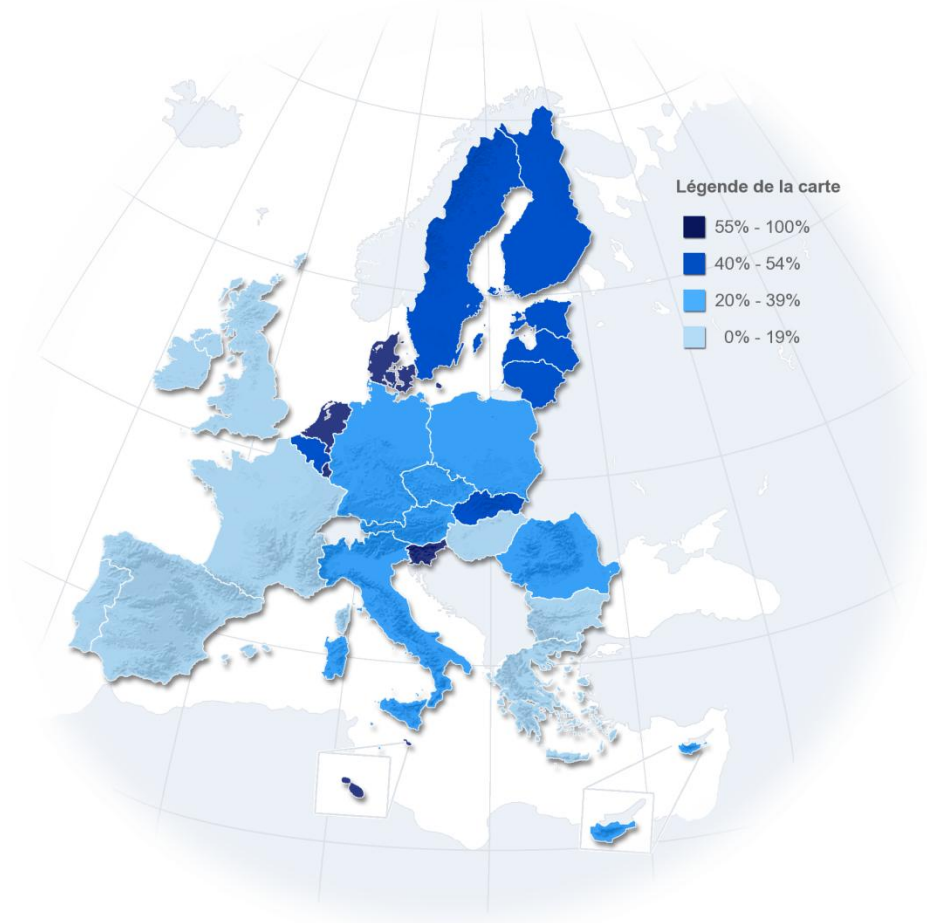 Légende de la carte
55% - 100%
40% - 54%
20% - 39%
0% - 19%